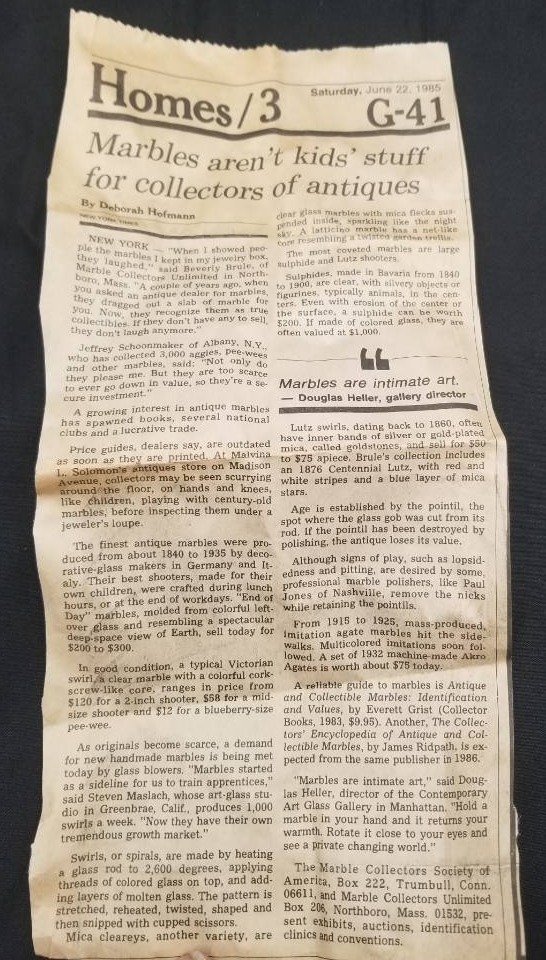 Homes/3
Saturday, June 22, 1985
G-41
Marbles aren't kids' stuff
for collectors of antiques
By Deborah Hofmann
NEW YORK TIMES
NEW YORK — "When I showed peo-
ple the marbles I kept in my jewelry box,
they laughed," said Beverly Brule, of
Marble Collectors Unlimited in North-
boro, Mass. "A couple of years ago, when
you asked an antique dealer for marbles,
they dragged out a slab of marble for
you. Now, they recognize them as true
collectibles. If they don't have any to sell,
they don't laugh anymore."
Jeffrey Schoonmaker of Albany, N.Y.,
who has collected 3,000 aggies, pee-wees
and other marbles, said: "Not only do
they please me. But they are too scarce
to ever go down in value, so they're a se-
cure investment."
A growing interest in antique marbles
has spawned books, several national
clubs and a lucrative trade.
Price guides, dealers say, are outdated
as soon as they are printed. At Malvina
L. Solomon's antiques store on Madison
Avenue, collectors may be seen scurrying
around the floor, on hands and knees,
like children, playing with century-old
marbles, before inspecting them under a
jeweler's loupe.
The finest antique marbles were pro-
duced from about 1840 to 1935 by deco-
rative-glass makers in Germany and It-
aly. Their best shooters, made for their
own children, were crafted during lunch
hours, or at the end of workdays. "End of
Day" marbles, molded from colorful left-
over glass and resembling a spectacular
deep-space view of Earth, sell today for
$200 to $300.
In good condition, a typical Victorian
swirl, a clear marble with a colorful cork-
screw-like core, ranges in price from
$120 for a 2-inch shooter, $58 for a mid-
size shooter and $12 for a blueberry-size
pee-wee.
As originals become scarce, a demand
for new handmade marbles is being met
today by glass blowers. "Marbles started
as a sideline for us to train apprentices,"
said Steven Maslach, whose art-glass stu-
dio in Greenbrae, Calif., produces 1,000
swirls a week. "Now they have their own
tremendous growth market."
Swirls, or spirals, are made by heating
a glass rod to 2,600 degrees, applying
threads of colored glass on top, and add-
ing layers of molten glass. The pattern is
stretched, reheated, twisted, shaped and
then snipped with cupped scissors.
Mica cleareys, another variety, are
clear glass marbles with mica flecks sus-
pended inside, sparkling like the night
sky. A latticino marble has a net-like
core resembling a twisted garden trellis.
The most coveted marbles are large
sulphide and Lutz shooters.
Sulphides, made in Bavaria from 1840
to 1900, are clear, with silvery objects or
figurines, typically animals, in the cen-
ters. Even with erosion of the center or
the surface, a sulphide can be worth
$200. If made of colored glass, they are
often valued at $1,000.
"
Marbles are intimate art.
— Douglas Heller, gallery director
Lutz swirls, dating back to 1860, often
have inner bands of silver or gold-plated
mica, called goldstones, and sell for $50
to $75 apiece. Brule's collection includes
an 1876 Centennial Lutz, with red and
white stripes and a blue layer of mica
stars.
Age is established by the pointil, the
spot where the glass gob was cut from its
rod. If the pointil has been destroyed by
polishing, the antique loses its value.
Although signs of play, such as lopsid-
edness and pitting, are desired by some,
professional marble polishers, like Paul
Jones of Nashville, remove the nicks
while retaining the pointils.
From 1915 to 1925, mass-produced,
imitation agate marbles hit the side-
walks. Multicolored imitations soon fol-
lowed. A set of 1932 machine-made Akro
Agates is worth about $75 today.
A reliable guide to marbles is Antique
and Collectible Marbles: Identification
and Values, by Everett Grist (Collector
Books, 1983, $9.95). Another, The Collec-
tors' Encyclopedia of Antique and Col-
lectible Marbles, by James Ridpath, is ex-
pected from the same publisher in 1986.
"Marbles are intimate art," said Doug-
las Heller, director of the Contemporary
Art Glass Gallery in Manhattan. "Hold a
marble in your hand and it returns your
warmth. Rotate it close to your eyes and
see a private changing world."
The Marble Collectors Society of
America, Box 222, Trumbull, Conn.
06611, and Marble Collectors Unlimited
Box 206, Northboro, Mass. 01532, pre-
sent exhibits, auctions, identification
clinics and conventions.